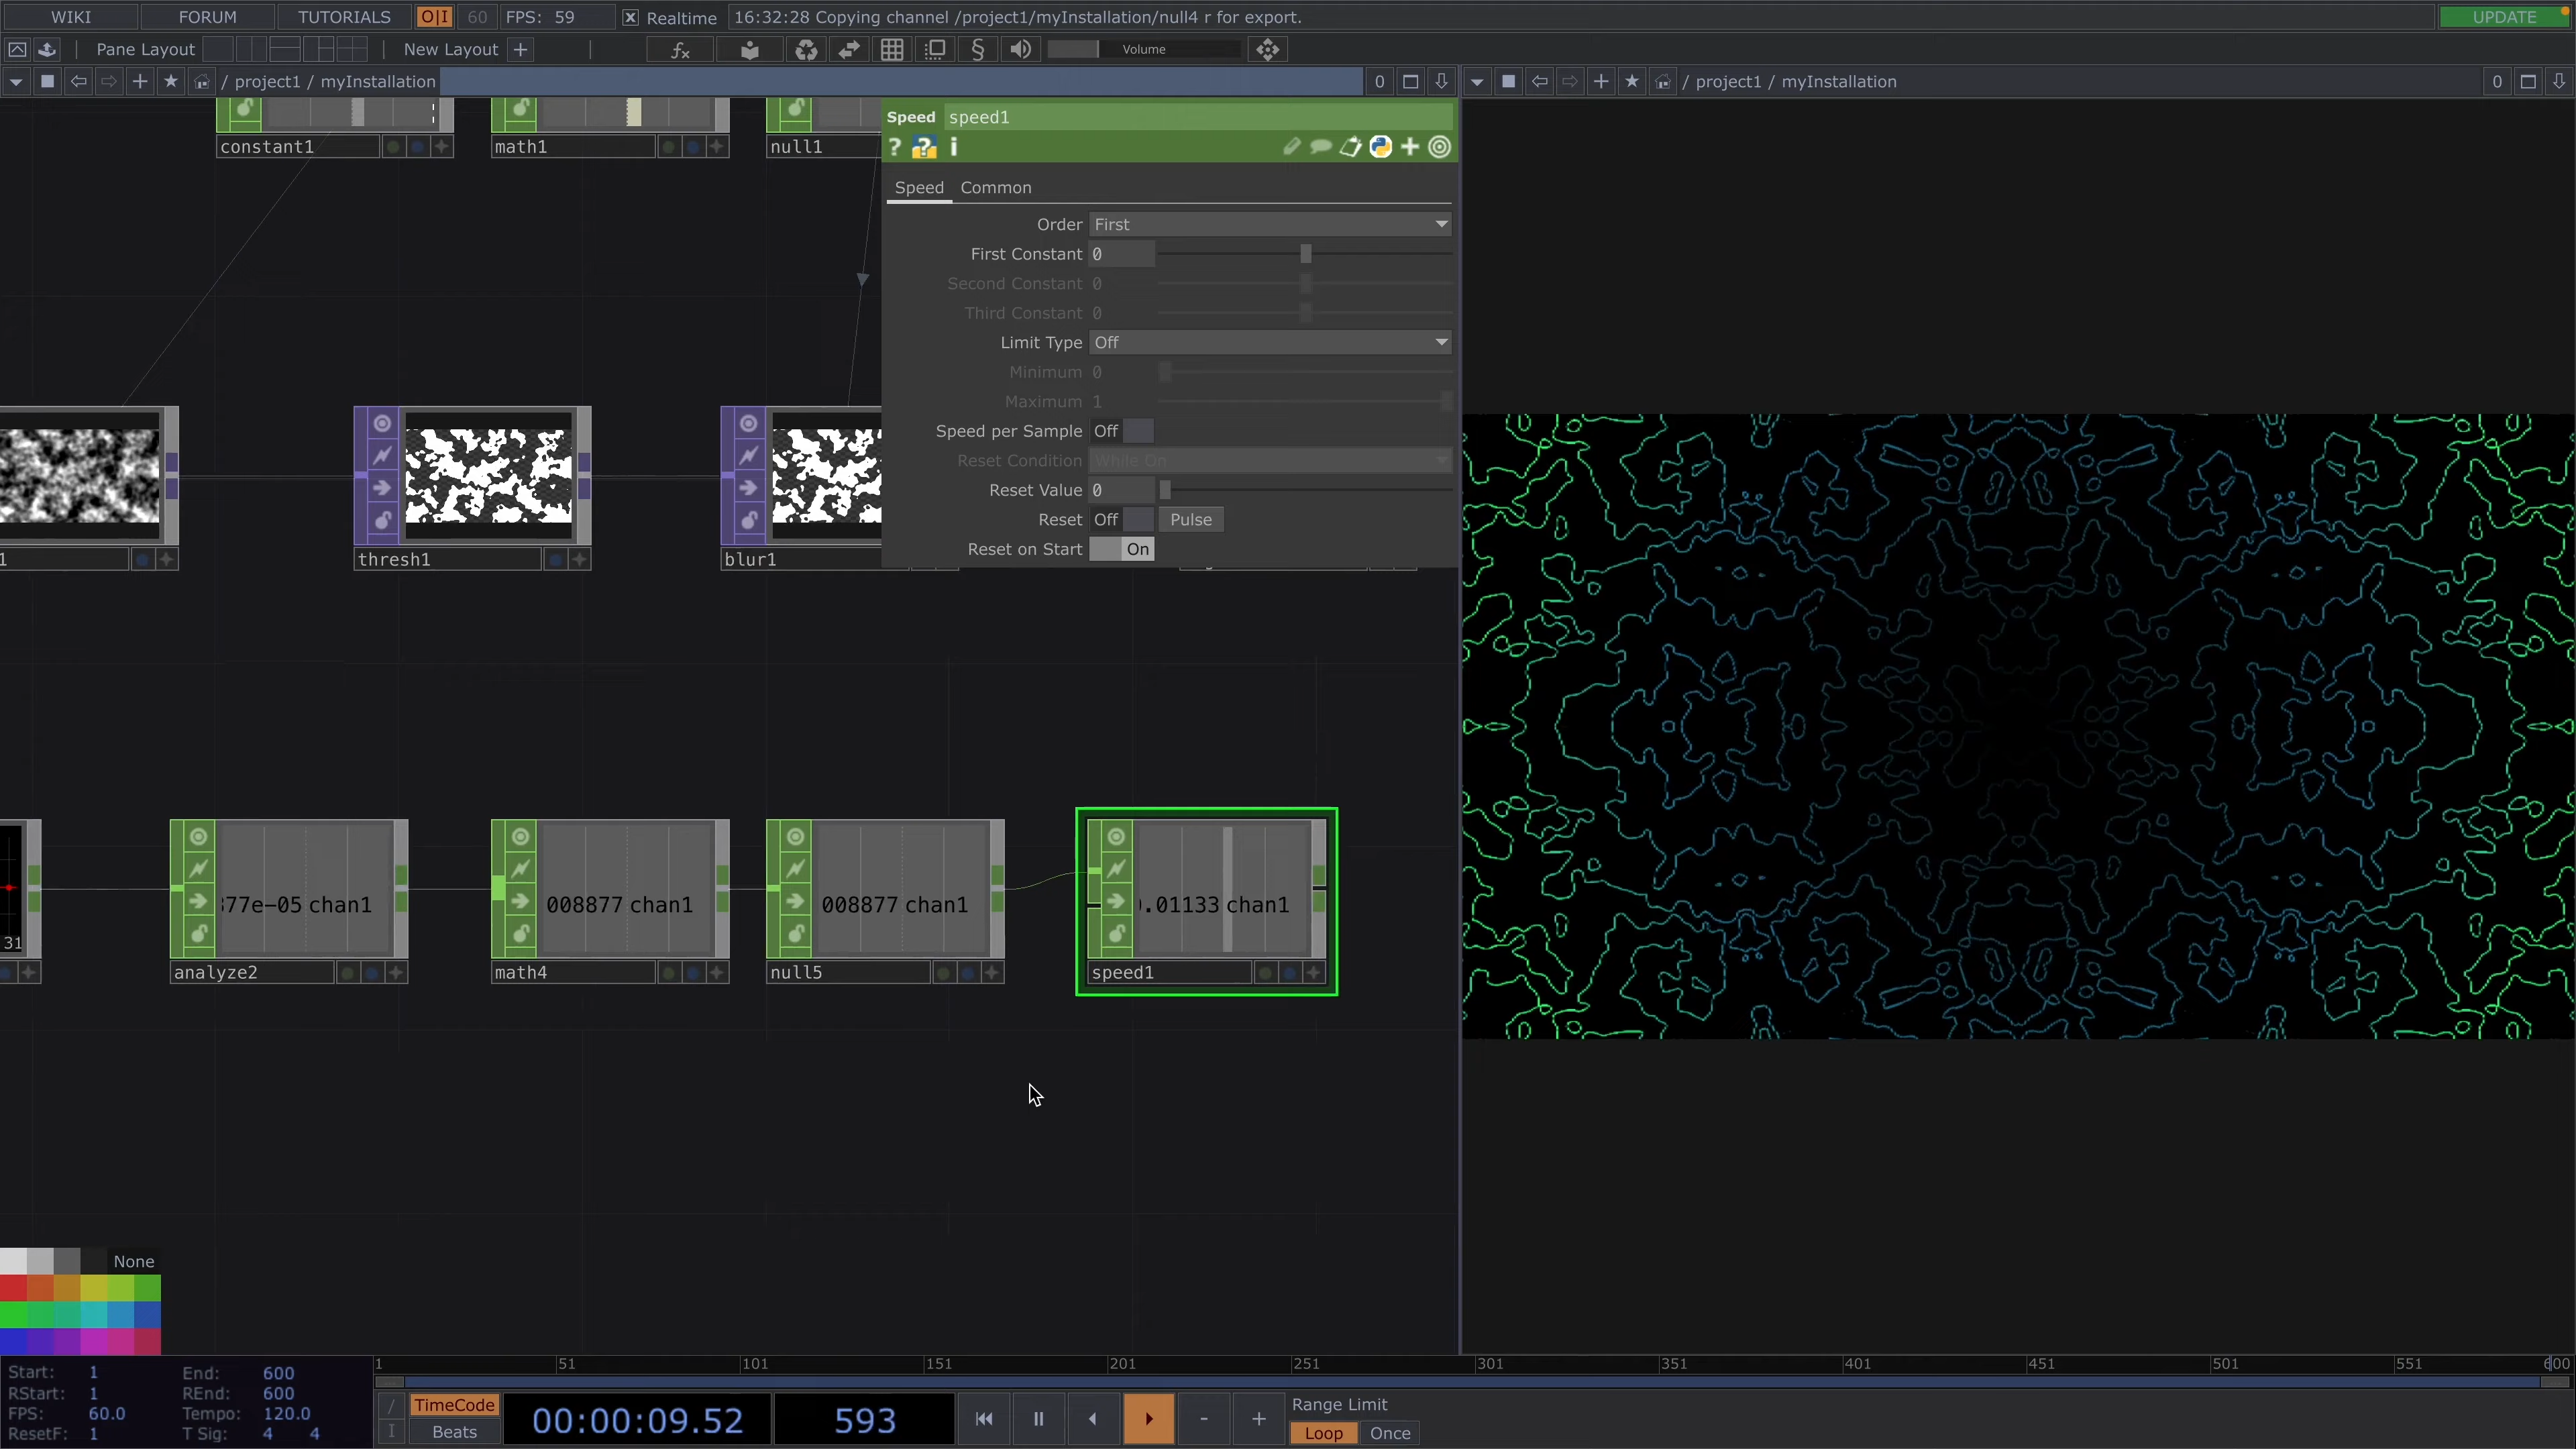 WIKI FORUM TUTORIALS O|I 60 FPS: 59 X Realtime 16:32:28 Copying channel /project1/myInstallation/null4 r for export. UPDATE
Pane Layout New Layout + fx § Volume
/ project1 / myInstallation 0 / project1 / myInstallation 0
constant1 math1 null1
Speed speed1
? ? i
Speed Common
Order First
First Constant 0
Second Constant 0
Third Constant 0
Limit Type Off
Minimum 0
Maximum 1
Speed per Sample Off
Reset Condition While On
Reset Value 0
Reset Off Pulse
Reset on Start On
1 thresh1 blur1
31
77e-05 chan1
008877 chan1
008877 chan1
.01133 chan1
analyze2 math4 null5 speed1
None
1 51 101 151 201 251 301 351 401 451 501 551 600
Start: 1 End: 600
RStart: 1 REnd: 600
FPS: 60.0 Tempo: 120.0
ResetF: 1 T Sig: 4 4
/ TimeCode
I Beats
00:00:09.52 593 - +
Range Limit
Loop Once